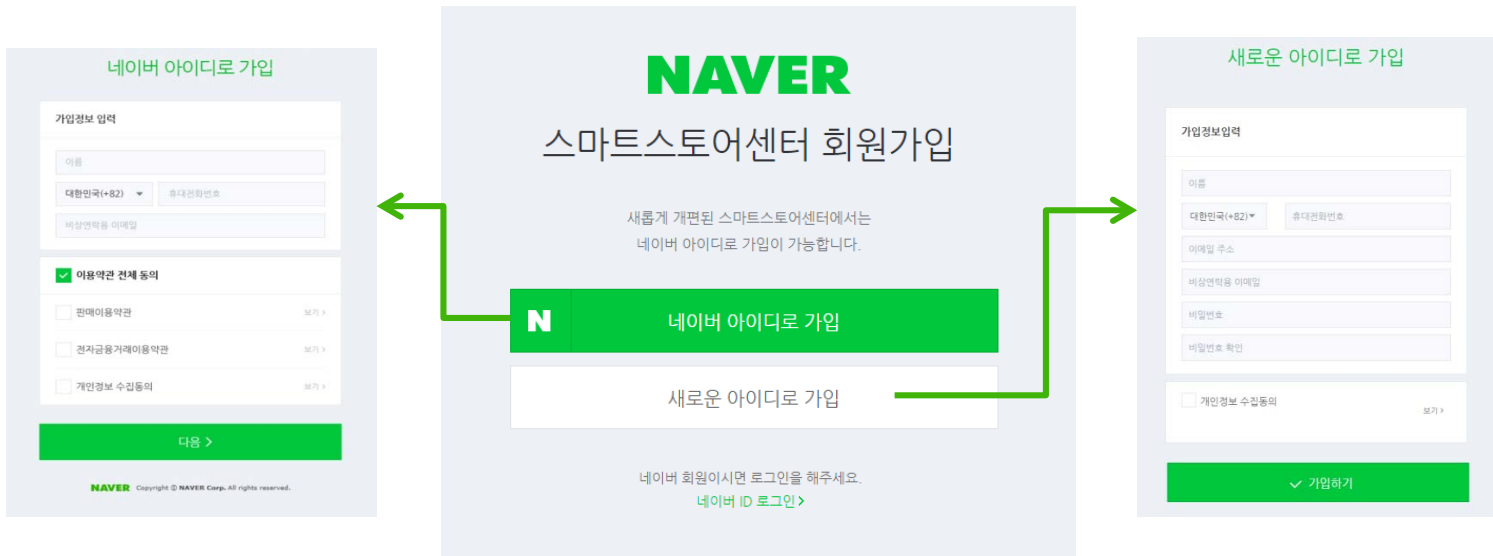 네이버 아이디로 가입
가입정보 입력
이름
대한민국(+82)
휴대전화번호
비상연락용 이메일
이용약관 전체 동의
판매이용약관
보기 >
전자금융거래이용약관
보기 >
개인정보 수집동의
보기 >
다음 >
NAVER Copyright © NAVER Corp. All rights reserved.
NAVER
스마트스토어센터 회원가입
새롭게 개편된 스마트스토어센터에서는
네이버 아이디로 가입이 가능합니다.
N 네이버 아이디로 가입
새로운 아이디로 가입
네이버 회원이시면 로그인을 해주세요.
네이버 ID 로그인 >
새로운 아이디로 가입
가입정보입력
이름
대한민국(+82)
휴대전화번호
이메일 주소
비상연락용 이메일
비밀번호
비밀번호 확인
개인정보 수집동의
보기 >
가입하기